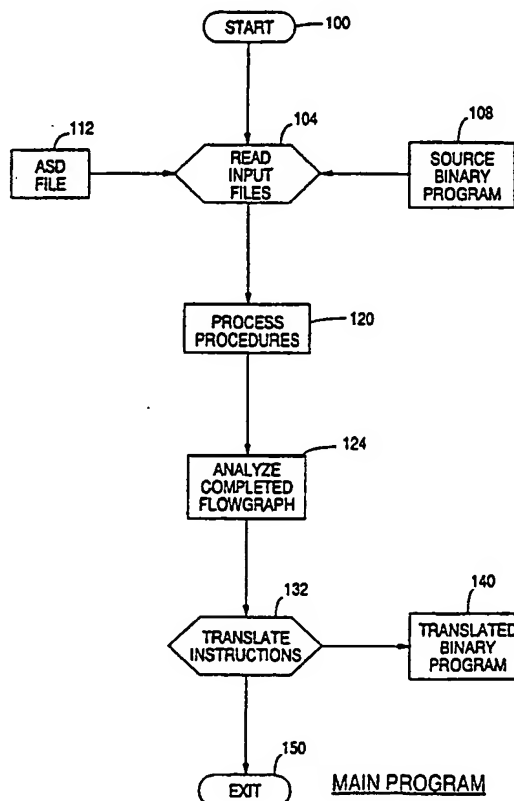 START
100
112
104
108
ASD
FILE
READ
INPUT
FILES
SOURCE
BINARY
PROGRAM
PROCESS
PROCEDURES
120
124
ANALYZE
COMPLETED
FLOWGRAPH
132
140
TRANSLATE
INSTRUCTIONS
TRANSLATED
BINARY
PROGRAM
150
EXIT
MAIN PROGRAM